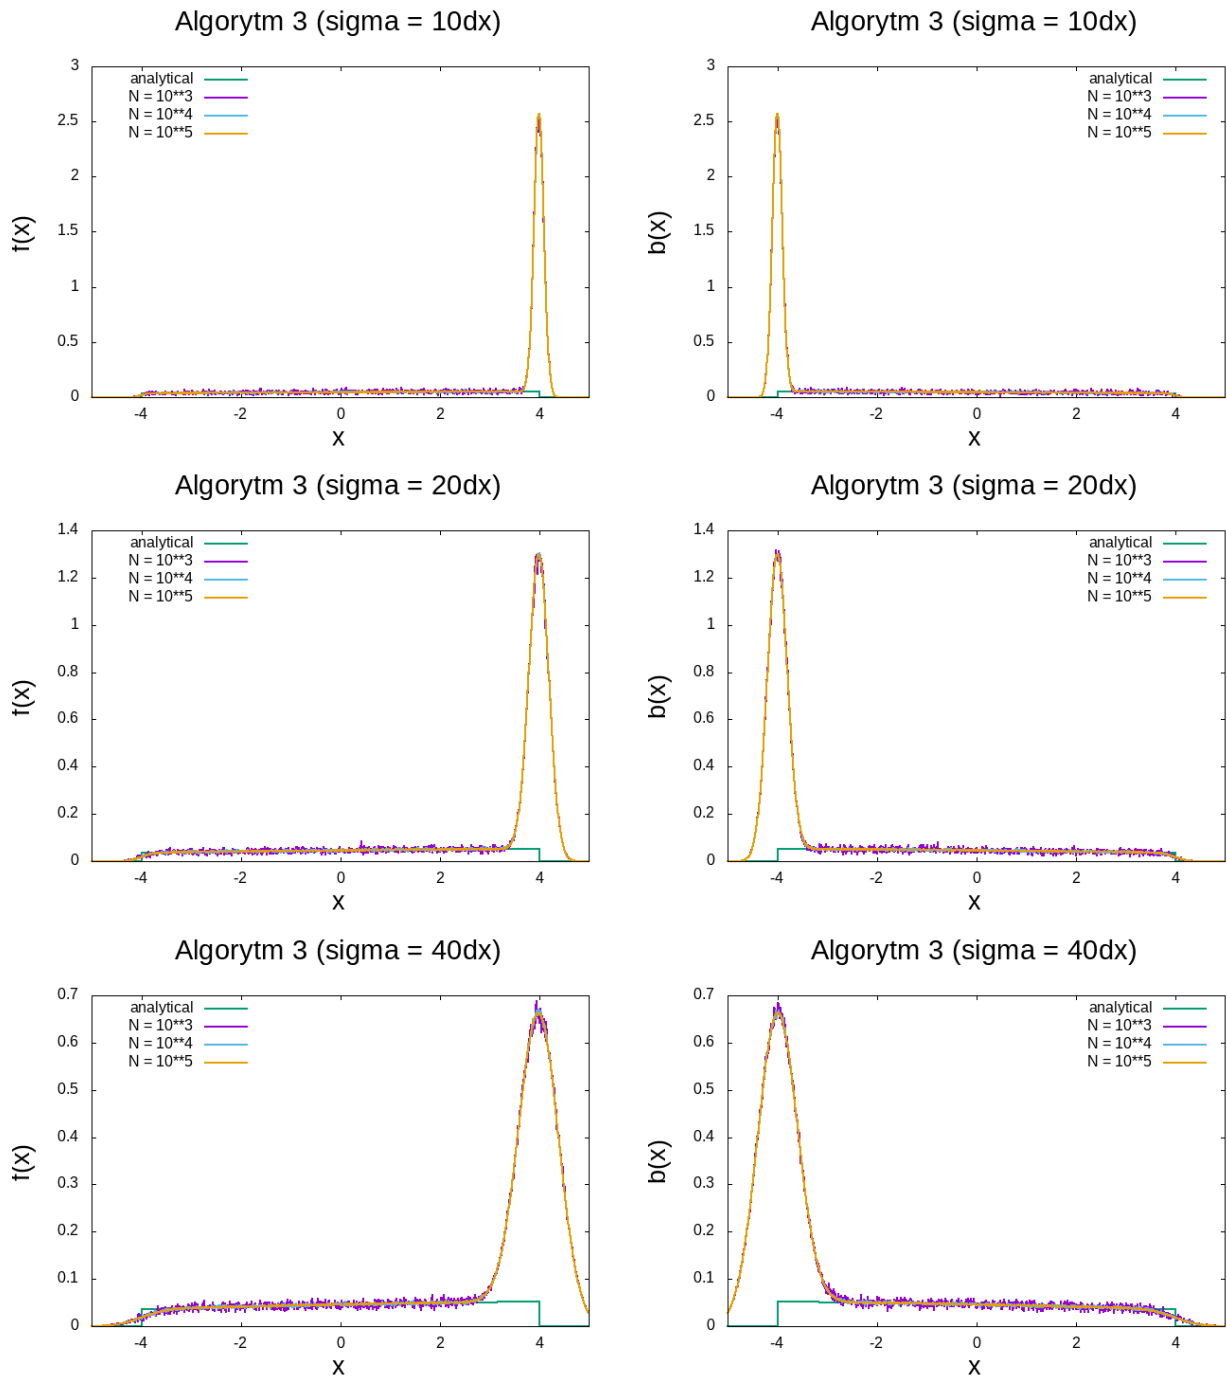 Algorytm 3 (sigma = 10dx)
3
2.5
2
1.5
1
0.5
0
-4
-2
0
2
4
analytical
N = 10**3
N = 10**4
N = 10**5
f(x)
x
Algorytm 3 (sigma = 10dx)
3
2.5
2
1.5
1
0.5
0
-4
-2
0
2
4
analytical
N = 10**3
N = 10**4
N = 10**5
b(x)
x
Algorytm 3 (sigma = 20dx)
1.4
1.2
1
0.8
0.6
0.4
0.2
0
-4
-2
0
2
4
analytical
N = 10**3
N = 10**4
N = 10**5
f(x)
x
Algorytm 3 (sigma = 20dx)
1.4
1.2
1
0.8
0.6
0.4
0.2
0
-4
-2
0
2
4
analytical
N = 10**3
N = 10**4
N = 10**5
b(x)
x
Algorytm 3 (sigma = 40dx)
0.7
0.6
0.5
0.4
0.3
0.2
0.1
0
-4
-2
0
2
4
analytical
N = 10**3
N = 10**4
N = 10**5
f(x)
x
Algorytm 3 (sigma = 40dx)
0.7
0.6
0.5
0.4
0.3
0.2
0.1
0
-4
-2
0
2
4
analytical
N = 10**3
N = 10**4
N = 10**5
b(x)
x